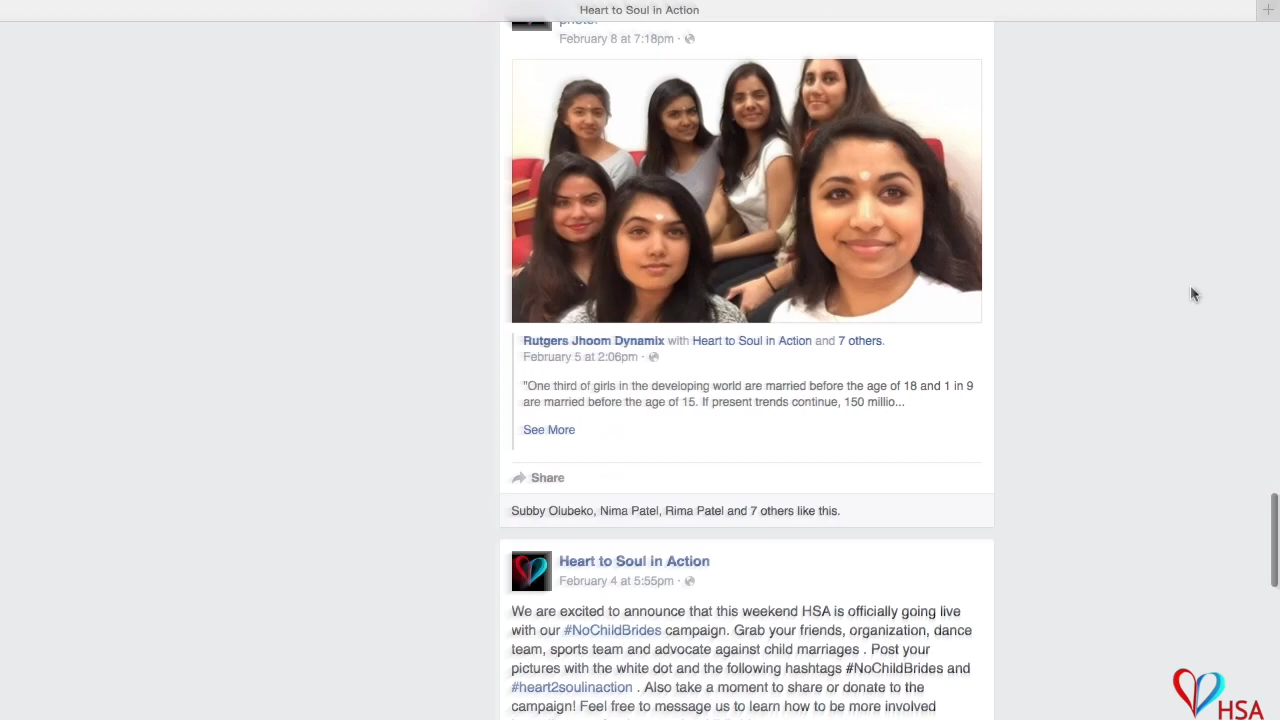 Heart to Soul in Action
photo.
February 8 at 7:18pm ·
Rutgers Jhoom Dynamix with Heart to Soul in Action and 7 others.
February 5 at 2:06pm ·
"One third of girls in the developing world are married before the age of 18 and 1 in 9
are married before the age of 15. If present trends continue, 150 millio...
See More
Share
Subby Olubeko, Nima Patel, Rima Patel and 7 others like this.
Heart to Soul in Action
February 4 at 5:55pm ·
We are excited to announce that this weekend HSA is officially going live
with our #NoChildBrides campaign. Grab your friends, organization, dance
team, sports team and advocate against child marriages . Post your
pictures with the white dot and the following hashtags #NoChildBrides and
#heart2soulinaction . Also take a moment to share or donate to the
campaign! Feel free to message us to learn how to be more involved
HSA